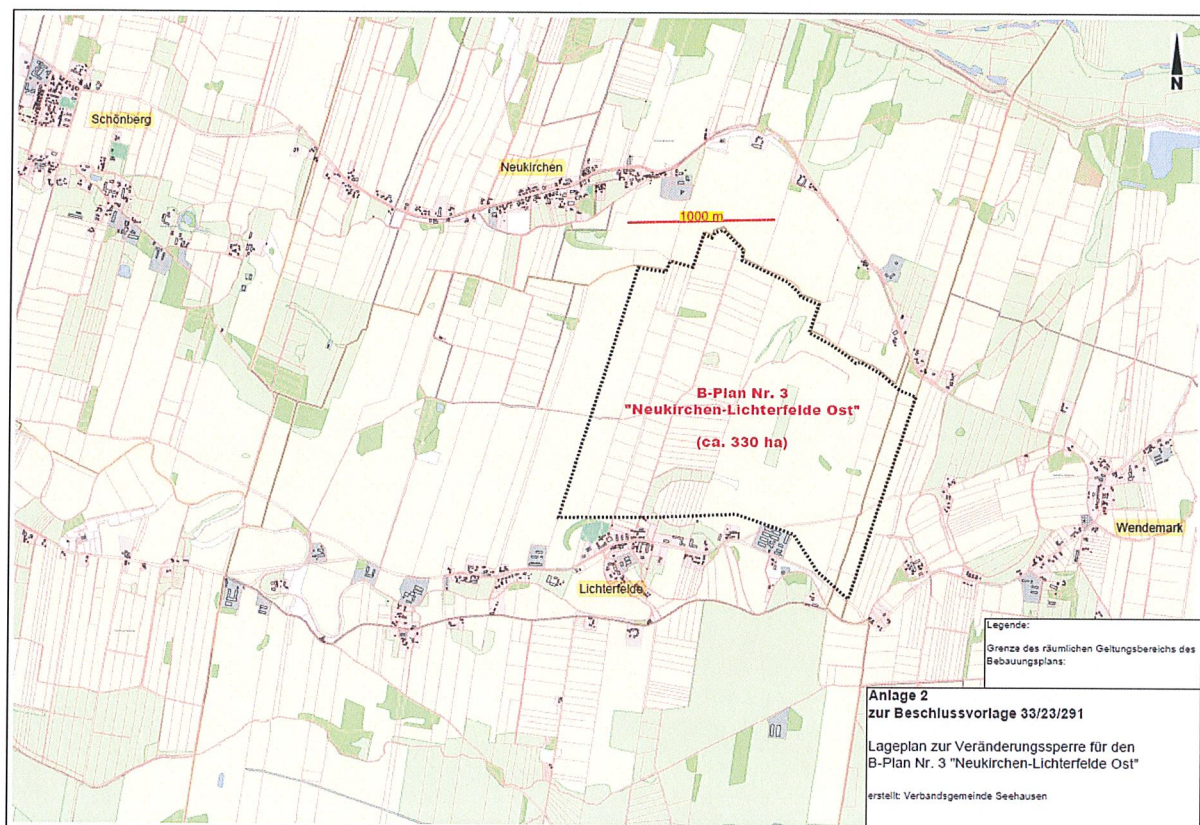 N
Schönberg
Neukirchen
1000 m
B-Plan Nr. 3
"Neukirchen-Lichterfelde Ost"
(ca. 330 ha)
Wendemark
Lichterfelde
Legende:
Grenze des räumlichen Geltungsbereichs des
Bebauungsplans:
Anlage 2
zur Beschlussvorlage 33/23/291
Lageplan zur Veränderungssperre für den
B-Plan Nr. 3 "Neukirchen-Lichterfelde Ost"
erstellt: Verbandsgemeinde Seehausen